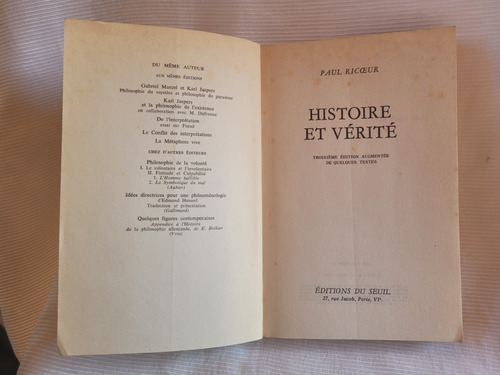 DU MÊME AUTEUR
AUX MÊMES ÉDITIONS
Gabriel Marcel et Karl Jaspers
Philosophie du mystère et philosophie du paradoxe
Karl Jaspers
et la philosophie de l'existence
en collaboration avec M. Dufrenne
De l'interprétation
essai sur Freud
Le Conflit des interprétations
La Métaphore vive
CHEZ D'AUTRES ÉDITEURS
Philosophie de la volonté
I. Le volontaire et l'involontaire
II. Finitude et Culpabilité
1. L'Homme faillible
2. La Symbolique du mal
(Aubier)
Idées directrices pour une phénoménologie
d'Edmund Husserl
Traduction et présentation
(Gallimard)
Quelques figures contemporaines
Appendice à l'Histoire
de la philosophie allemande, de E. Bréhier
(Vrin)
PAUL RICŒUR
HISTOIRE
ET VÉRITÉ
TROISIÈME ÉDITION AUGMENTÉE
DE QUELQUES TEXTES
ÉDITIONS DU SEUIL
27, rue Jacob, Paris, VIe.